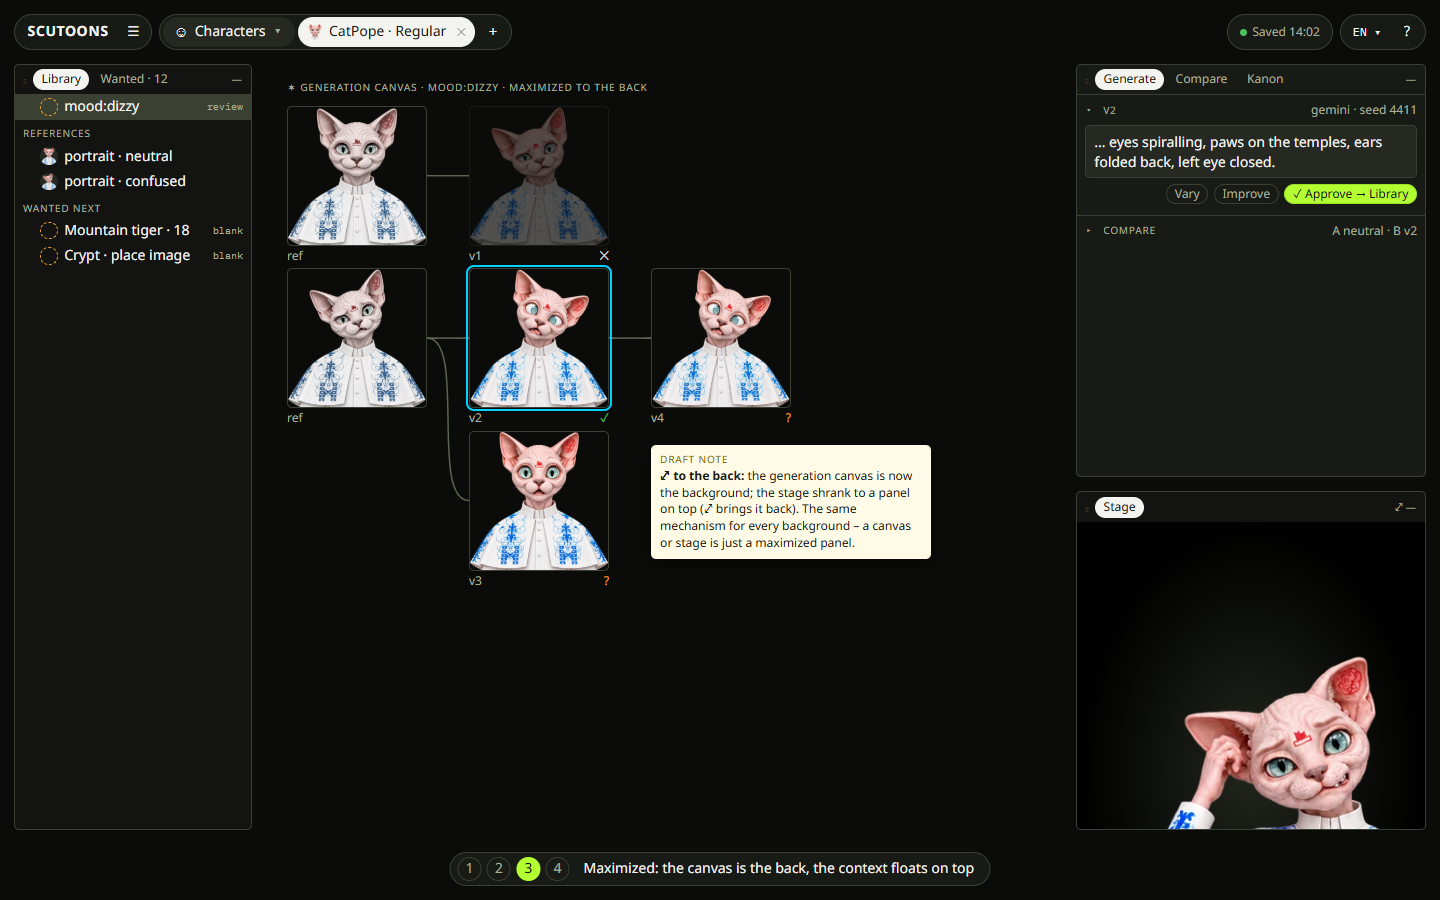 SCUTOONS ☰
☺ Characters ▾
CatPope · Regular ×
+
Saved 14:02
EN ▾ ?
Library Wanted · 12 —
mood:dizzy review
REFERENCES
portrait · neutral
portrait · confused
WANTED NEXT
Mountain tiger · 18 blank
Crypt · place image blank
✶ GENERATION CANVAS · MOOD:DIZZY · MAXIMIZED TO THE BACK
ref
v1 ✕
ref
v2 ✓
v4 ?
v3 ?
DRAFT NOTE
⤢ to the back: the generation canvas is now
the background; the stage shrank to a panel
on top (⤢ brings it back). The same
mechanism for every background – a canvas
or stage is just a maximized panel.
Generate Compare Kanon —
▾ V2 gemini · seed 4411
... eyes spiralling, paws on the temples, ears
folded back, left eye closed.
Vary Improve ✓ Approve → Library
▸ COMPARE A neutral · B v2
Stage ⤢ —
1 2 3 4 Maximized: the canvas is the back, the context floats on top